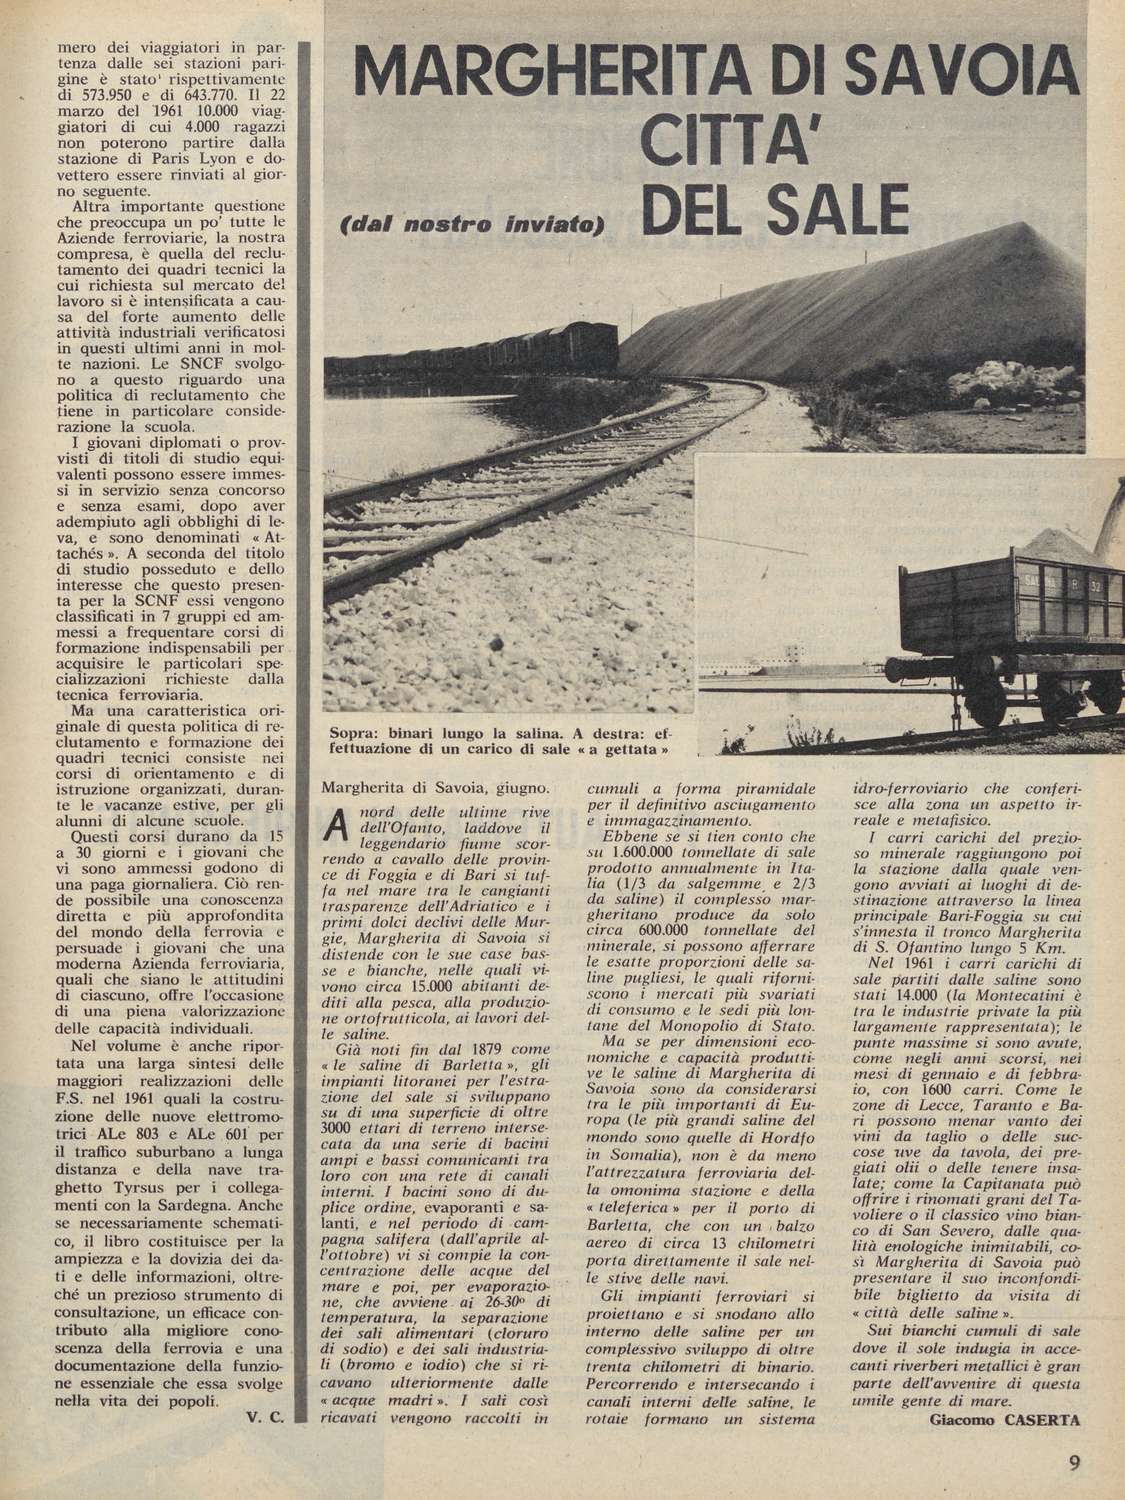 mero dei viaggiatori in par-
tenza dalle sei stazioni pari-
gine è stato' rispettivamente
di 573.950 e di 643.770. Il 22
marzo del 1961 10.000 viag-
giatori di cui 4.000 ragazzi
non poterono partire dalla
stazione di Paris Lyon e do-
vettero essere rinviati al gior-
no seguente.
Altra importante questione
che preoccupa un po' tutte le
Aziende ferroviarie, la nostra
compresa, è quella del reclu-
tamento dei quadri tecnici la
cui richiesta sul mercato del
lavoro si è intensificata a cau-
sa del forte aumento delle
attività industriali verificatosi
in questi ultimi anni in mol-
te nazioni. Le SNCF svolgo-
no a questo riguardo una
politica di reclutamento che
tiene in particolare conside-
razione la scuola.
I giovani diplomati o prov-
visti di titoli di studio equi-
valenti possono essere immes-
si in servizio senza concorso
e senza esami, dopo aver
adempiuto agli obblighi di le-
va, e sono denominati « At-
tachés ». A seconda del titolo
di studio posseduto e dello
interesse che questo presen-
ta per la SCNF essi vengono
classificati in 7 gruppi ed am-
messi a frequentare corsi di
formazione indispensabili per
acquisire le particolari spe-
cializzazioni richieste dalla
tecnica ferroviaria.
Ma una caratteristica ori-
ginale di questa politica di re-
clutamento e formazione dei
quadri tecnici consiste nei
corsi di orientamento e di
istruzione organizzati, duran-
te le vacanze estive, per gli
alunni di alcune scuole.
Questi corsi durano da 15
a 30 giorni e i giovani che
vi sono ammessi godono di
una paga giornaliera. Ciò ren-
de possibile una conoscenza
diretta e più approfondita
del mondo della ferrovia e
persuade i giovani che una
moderna Azienda ferroviaria,
quali che siano le attitudini
di ciascuno, offre l'occasione
di una piena valorizzazione
delle capacità individuali.
Nel volume è anche ripor-
tata una larga sintesi delle
maggiori realizzazioni delle
F.S. nel 1961 quali la costru-
zione delle nuove elettromo-
trici ALe 803 e ALe 601 per
il traffico suburbano a lunga
distanza e della nave tra-
ghetto Tyrsus per i collega-
menti con la Sardegna. Anche
se necessariamente schemati-
co, il libro costituisce per la
ampiezza e la dovizia dei da-
ti e delle informazioni, oltre-
ché un prezioso strumento di
consultazione, un efficace con-
tributo alla migliore cono-
scenza della ferrovia e una
documentazione della funzio-
ne essenziale che essa svolge
nella vita dei popoli.
V. C.
MARGHERITA DI SAVOIA
CITTA'
DEL SALE
(dal nostro inviato)
Sopra: binari lungo la salina. A destra: ef-
fettuazione di un carico di sale « a gettata »
Margherita di Savoia, giugno.
A nord delle ultime rive
dell'Ofanto, laddove il
leggendario fiume scor-
rendo a cavallo delle provin-
ce di Foggia e di Bari si tuf-
fa nel mare tra le cangianti
trasparenze dell'Adriatico e i
primi dolci declivi delle Mur-
gie, Margherita di Savoia si
distende con le sue case bas-
se e bianche, nelle quali vi-
vono circa 15.000 abitanti de-
diti alla pesca, alla produzio-
ne ortofrutticola, ai lavori del-
le saline.
Già noti fin dal 1879 come
« le saline di Barletta », gli
impianti litoranei per l'estra-
zione del sale si sviluppano
su di una superficie di oltre
3000 ettari di terreno interse-
cata da una serie di bacini
ampi e bassi comunicanti tra
loro con una rete di canali
interni. I bacini sono di du-
plice ordine, evaporanti e sa-
lanti, e nel periodo di cam-
pagna salifera (dall'aprile al-
l'ottobre) vi si compie la con-
centrazione delle acque del
mare e poi, per evaporazio-
ne, che avviene ai 26-30° di
temperatura, la separazione
dei sali alimentari (cloruro
di sodio) e dei sali industria-
li (bromo e iodio) che si ri-
cavano ulteriormente dalle
« acque madri ». I sali così
ricavati vengono raccolti in
cumuli a forma piramidale
per il definitivo asciugamento
e immagazzinamento.
Ebbene se si tien conto che
su 1.600.000 tonnellate di sale
prodotto annualmente in Ita-
lia (1/3 da salgemme e 2/3
da saline) il complesso mar-
gheritano produce da solo
circa 600.000 tonnellate del
minerale, si possono afferrare
le esatte proporzioni delle sa-
line pugliesi, le quali riforni-
scono i mercati più svariati
di consumo e le sedi più lon-
tane del Monopolio di Stato.
Ma se per dimensioni eco-
nomiche e capacità produtti-
ve le saline di Margherita di
Savoia sono da considerarsi
tra le più importanti di Eu-
ropa (le più grandi saline del
mondo sono quelle di Hordfo
in Somalia), non è da meno
l'attrezzatura ferroviaria del-
la omonima stazione e della
« teleferica » per il porto di
Barletta, che con un balzo
aereo di circa 13 chilometri
porta direttamente il sale nel-
le stive delle navi.
Gli impianti ferroviari si
proiettano e si snodano allo
interno delle saline per un
complessivo sviluppo di oltre
trenta chilometri di binario.
Percorrendo e intersecando i
canali interni delle saline, le
rotaie formano un sistema
idro-ferroviario che conferi-
sce alla zona un aspetto ir-
reale e metafisico.
I carri carichi del prezio-
so minerale raggiungono poi
la stazione dalla quale ven-
gono avviati ai luoghi di de-
stinazione attraverso la linea
principale Bari-Foggia su cui
s'innesta il tronco Margherita
di S. Ofantino lungo 5 Km.
Nel 1961 i carri carichi di
sale partiti dalle saline sono
stati 14.000 (la Montecatini è
tra le industrie private la più
largamente rappresentata); le
punte massime si sono avute,
come negli anni scorsi, nei
mesi di gennaio e di febbra-
io, con 1600 carri. Come le
zone di Lecce, Taranto e Ba-
ri possono menar vanto dei
vini da taglio o delle suc-
cose uve da tavola, dei pre-
giati olii o delle tenere insa-
late; come la Capitanata può
offrire i rinomati grani del Ta-
voliere o il classico vino bian-
co di San Severo, dalle qua-
lità enologiche inimitabili, co-
sì Margherita di Savoia può
presentare il suo inconfondi-
bile biglietto da visita di
« città delle saline ».
Sui bianchi cumuli di sale
dove il sole indugia in acce-
canti riverberi metallici è gran
parte dell'avvenire di questa
umile gente di mare.
Giacomo CASERTA
9